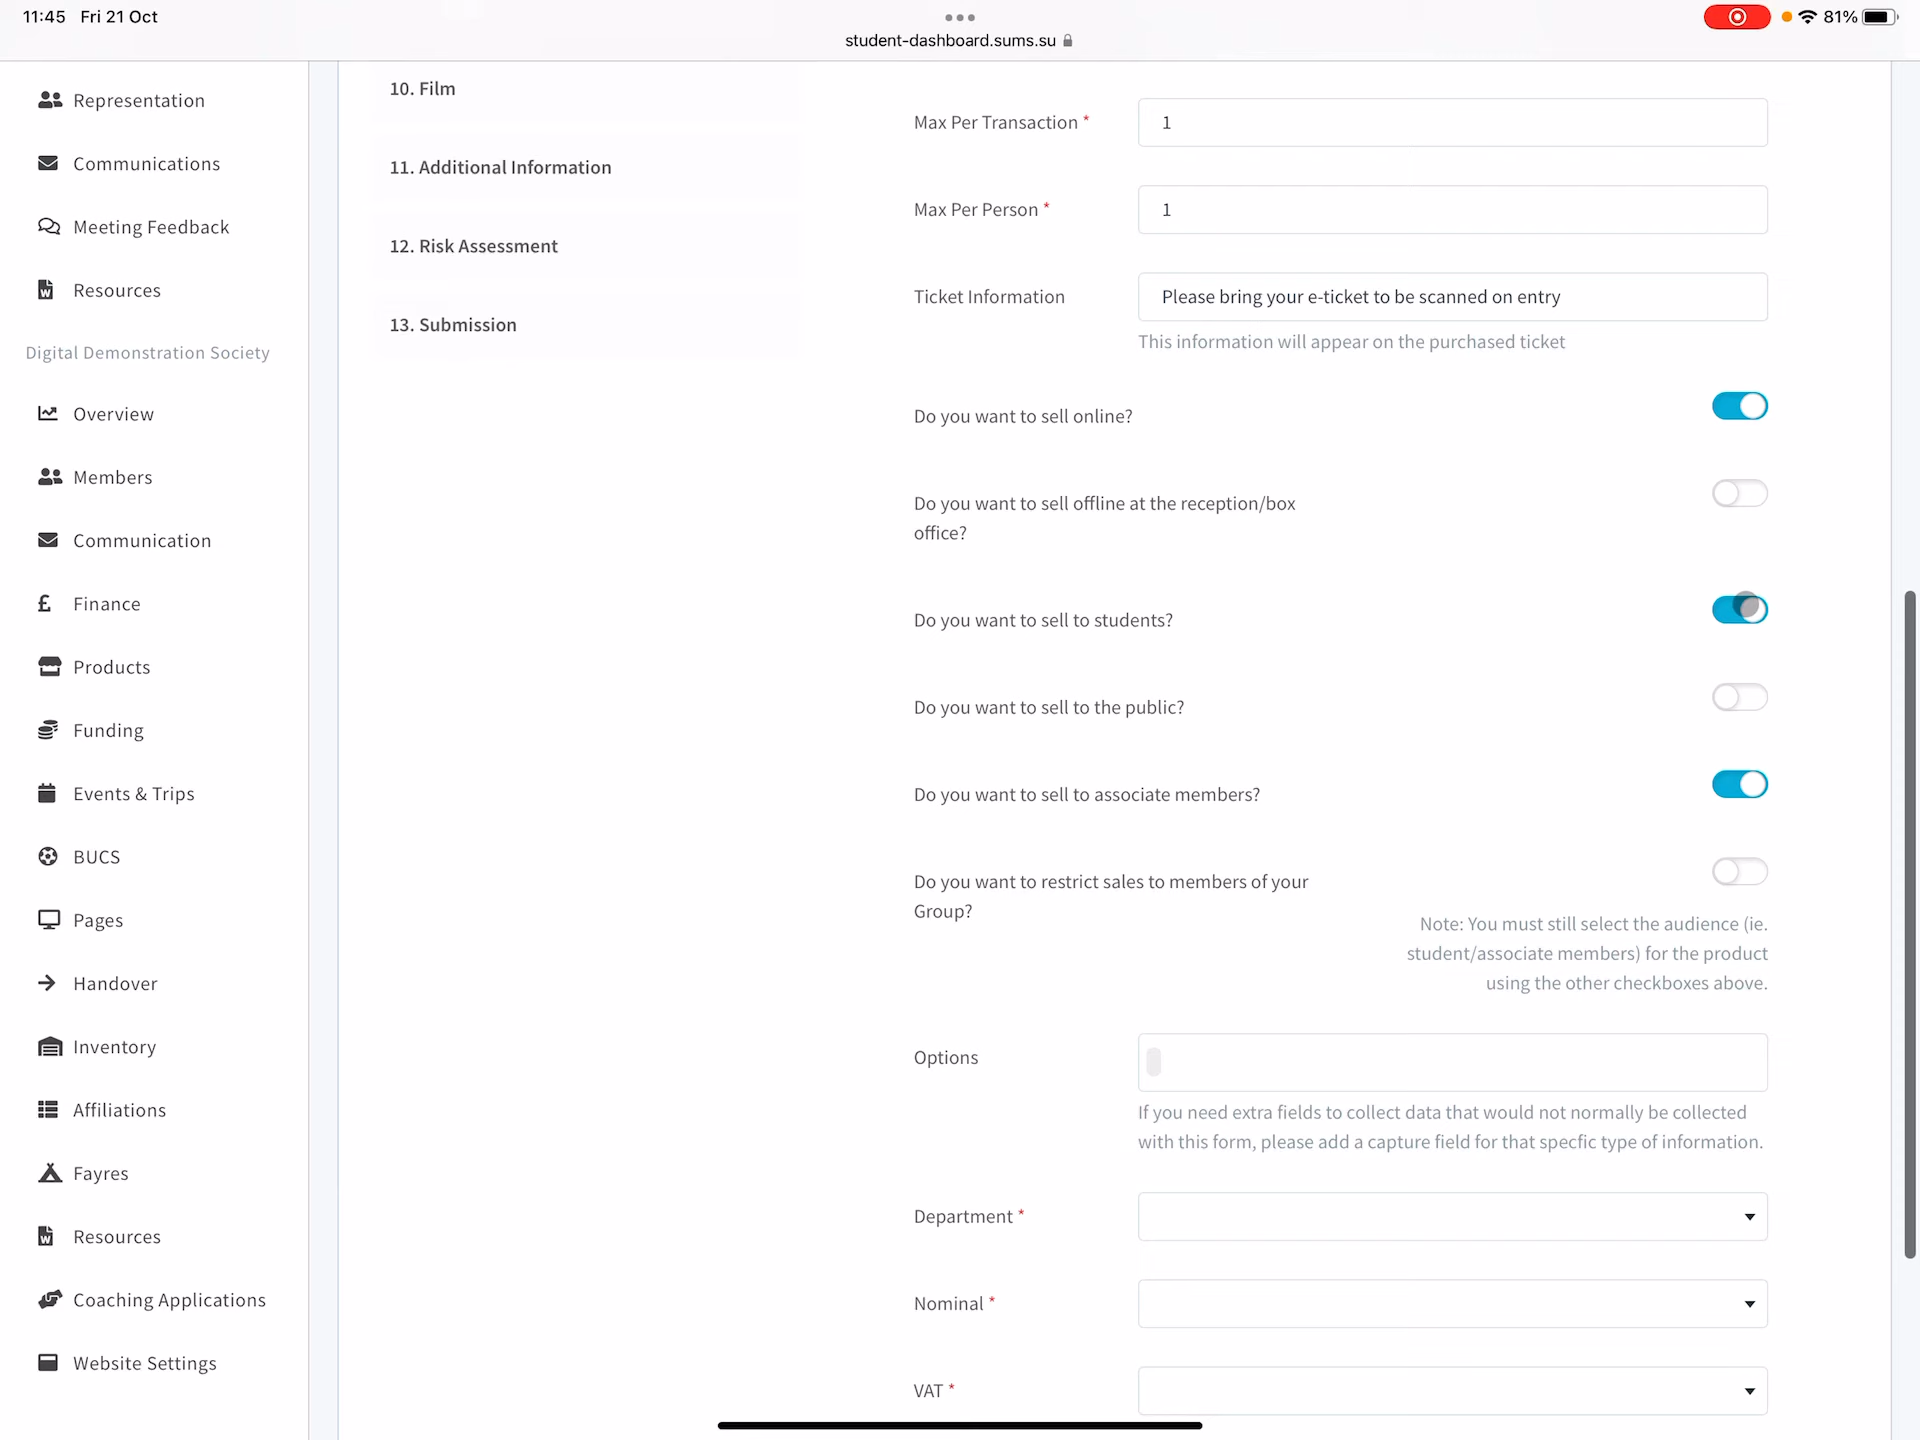 11:45 Fri 21 Oct
81%
student-dashboard.sums.su
Representation
Communications
Meeting Feedback
Resources
Digital Demonstration Society
Overview
Members
Communication
Finance
Products
Funding
Events & Trips
BUCS
Pages
Handover
Inventory
Affiliations
Fayres
Resources
Coaching Applications
Website Settings
10. Film
11. Additional Information
12. Risk Assessment
13. Submission
Max Per Transaction *
1
Max Per Person *
1
Ticket Information
Please bring your e-ticket to be scanned on entry
This information will appear on the purchased ticket
Do you want to sell online?
Do you want to sell offline at the reception/box
office?
Do you want to sell to students?
Do you want to sell to the public?
Do you want to sell to associate members?
Do you want to restrict sales to members of your
Group?
Note: You must still select the audience (ie.
student/associate members) for the product
using the other checkboxes above.
Options
If you need extra fields to collect data that would not normally be collected
with this form, please add a capture field for that specfic type of information.
Department *
Nominal *
VAT *